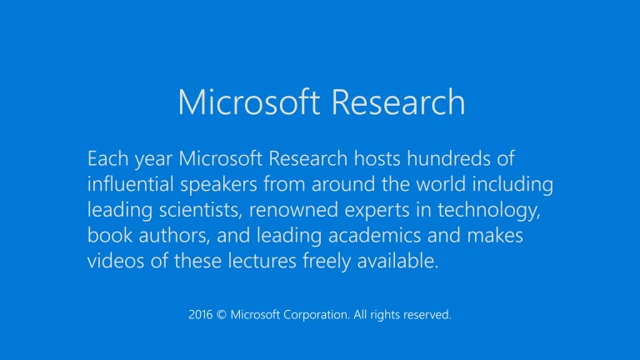 Microsoft Research
Each year Microsoft Research hosts hundreds of
influential speakers from around the world including
leading scientists, renowned experts in technology,
book authors, and leading academics and makes
videos of these lectures freely available.
2016 © Microsoft Corporation. All rights reserved.